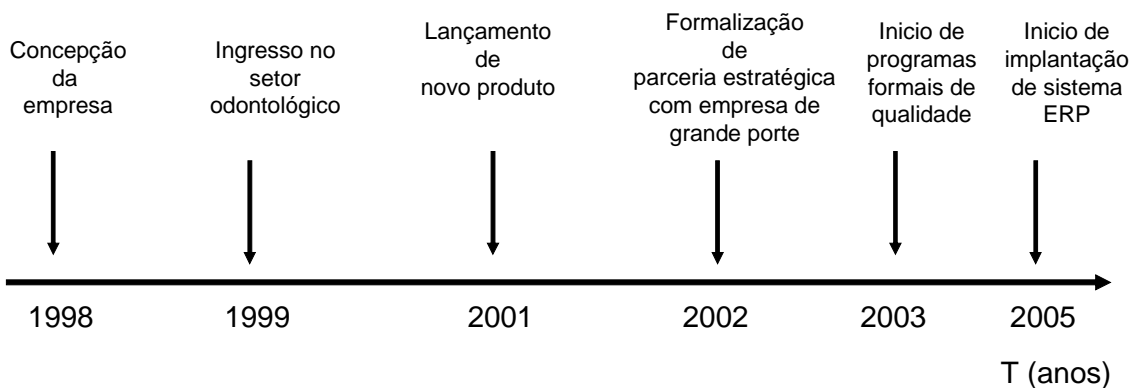 Concepção
da
empresa
Ingresso no
setor
odontológico
Lançamento
de
novo produto
Formalização
de
parceria estratégica
com empresa de
grande porte
Inicio de
programas
formais de
qualidade
Inicio de
implantação
de sistema
ERP
1998
1999
2001
2002
2003
2005
T (anos)